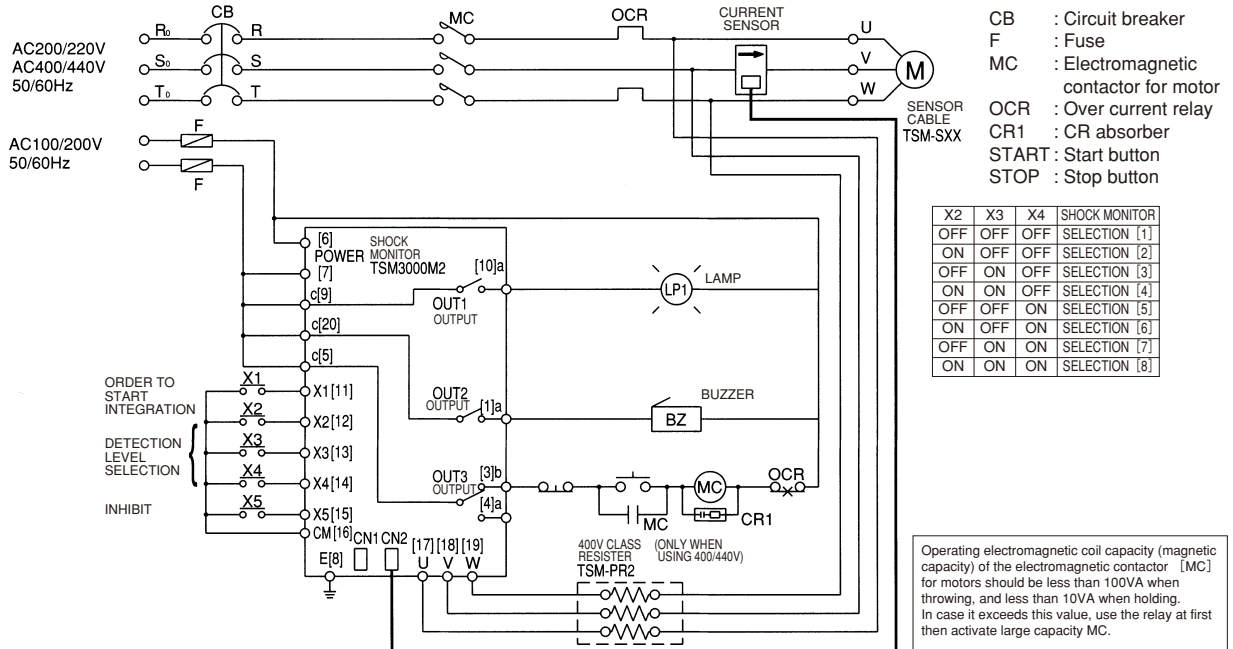 CB
MC
OCR
CURRENT
SENSOR
AC200/220V
AC400/440V
50/60Hz
R0
R
S0
S
T0
T
U
V
W
M
SENSOR
CABLE
TSM-SXX
CB : Circuit breaker
F : Fuse
MC : Electromagnetic
contactor for motor
OCR : Over current relay
CR1 : CR absorber
START : Start button
STOP : Stop button
AC100/200V
50/60Hz
F
F
X2 X3 X4 SHOCK MONITOR
OFF OFF OFF SELECTION [1]
ON OFF OFF SELECTION [2]
OFF ON OFF SELECTION [3]
ON ON OFF SELECTION [4]
OFF OFF ON SELECTION [5]
ON OFF ON SELECTION [6]
OFF ON ON SELECTION [7]
ON ON ON SELECTION [8]
[6]
POWER
SHOCK
MONITOR
TSM3000M2
[7]
c[9]
[10]a
OUT1
OUTPUT
LP1
LAMP
c[20]
c[5]
ORDER TO
START
INTEGRATION
X1
X1[11]
OUT2
OUTPUT
[1]a
BZ
BUZZER
X2
X2[12]
DETECTION
LEVEL
SELECTION
X3
X3[13]
X4
X4[14]
OUT3
OUTPUT
[3]b
[4]a
MC
MC
OCR
CR1
INHIBIT
X5
X5[15]
CM[16]
CN1
CN2
[17]
[18]
[19]
E[8]
U
V
W
400V CLASS
RESISTER
TSM-PR2
(ONLY WHEN
USING 400/440V)
Operating electromagnetic coil capacity (magnetic
capacity) of the electromagnetic contactor [MC]
for motors should be less than 100VA when
throwing, and less than 10VA when holding.
In case it exceeds this value, use the relay at first
then activate large capacity MC.